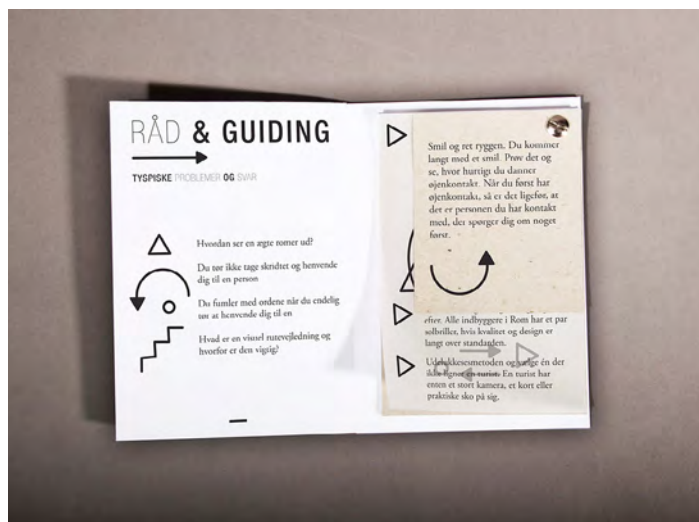 RÅD & GUIDING
TYSPISKE PROBLEMER OG SVAR
Hvordan ser en ægte romer ud?
Du tør ikke tage skridtet og henvende
dig til en person
Du fumler med ordene når du endelig
tør at henvende dig til en
Hvad er en visuel rutevejledning og
hvorfor er den vigtig?
Smil og ret ryggen. Du kommer
langt med et smil. Prøv det og
se, hvor hurtigt du danner
øjenkontakt. Når du først har
øjenkontakt, så er det ligefør, at
det er personen du har kontakt
med, der spørger dig om noget
først.
efter. Alle indbyggere i Rom har et par
solbriller, hvis kvalitet og design er
langt over standarden.
Udelukkelsesmetoden og vælge én der
ikke ligner en turist. En turist har
enten et stort kamera, et kort eller
praktiske sko på sig.